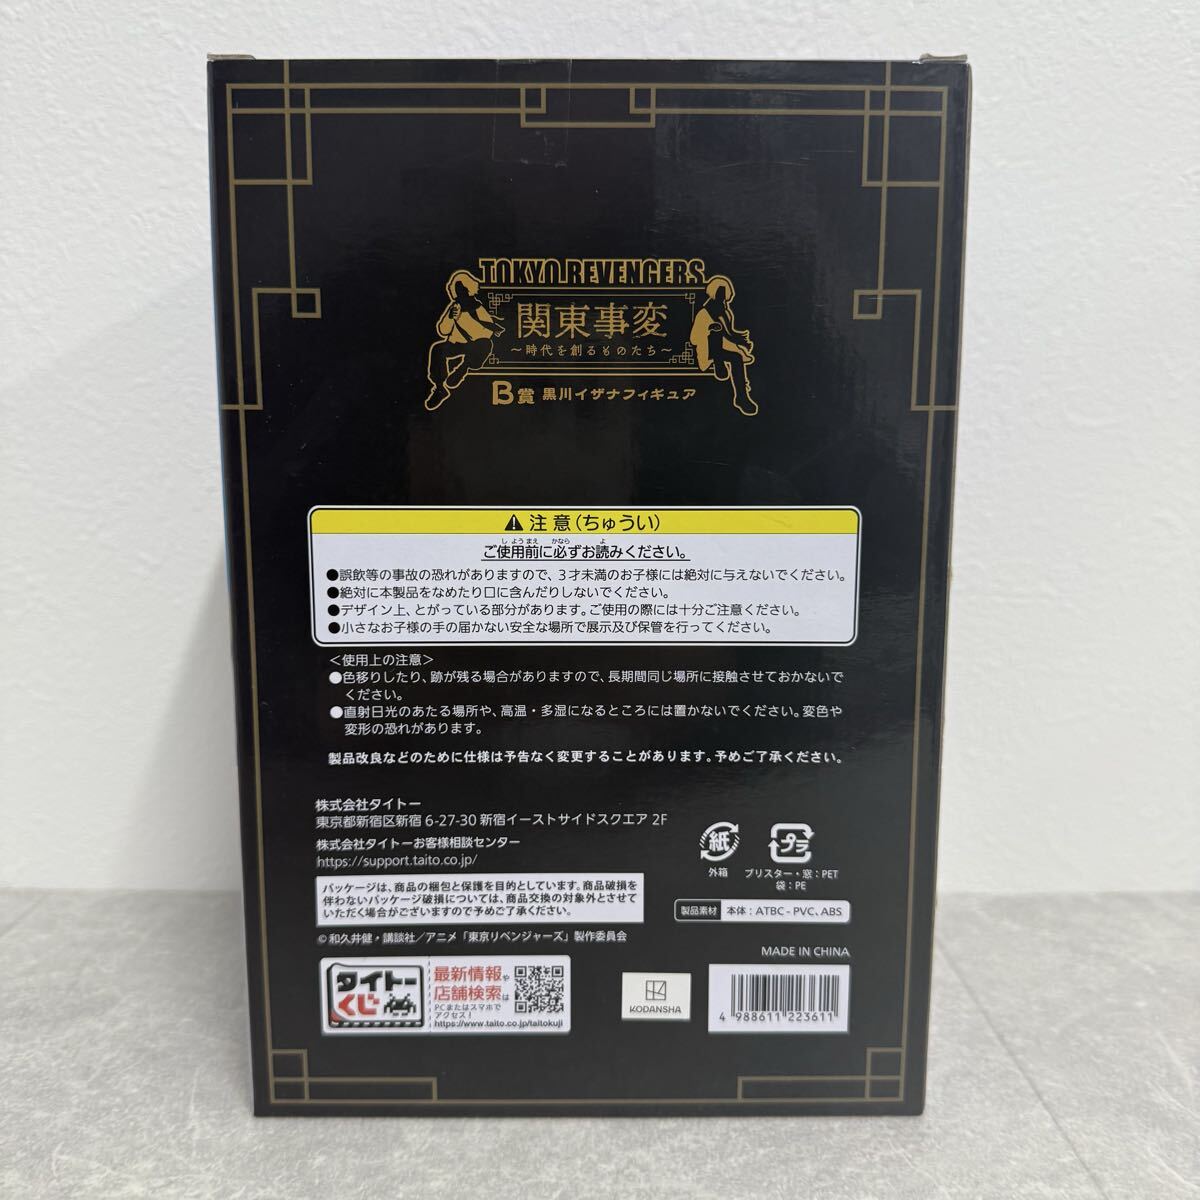 TOKYO REVENGERS
関東事変
～時代を創るものたち～
B賞 黒川イザナフィギュア
注意(ちゅうい)
しようまえ かなら よ
ご使用前に必ずお読みください。
●誤飲等の事故の恐れがありますので、3才未満のお子様には絶対に与えないでください。
●絶対に本製品をなめたり口に含んだりしないでください。
●デザイン上、とがっている部分があります。ご使用の際には十分ご注意ください。
●小さなお子様の手の届かない安全な場所で展示及び保管を行ってください。
＜使用上の注意＞
●色移りしたり、跡が残る場合がありますので、長期間同じ場所に接触させておかないで
ください。
●直射日光のあたる場所や、高温・多湿になるところには置かないでください。変色や
変形の恐れがあります。
製品改良などのために仕様は予告なく変更することがあります。予めご了承ください。
株式会社タイトー
東京都新宿区新宿 6-27-30 新宿イーストサイドスクエア 2F
株式会社タイトーお客様相談センター
https://support.taito.co.jp/
紙
外箱
プラ
ブリスター・窓：PET
袋：PE
パッケージは、商品の梱包と保護を目的としています。商品破損を
伴わないパッケージ破損については、商品交換の対象外とさせて
いただく場合がございますので予めご了承ください。
製品素材 本体：ATBC-PVC、ABS
©和久井健・講談社／アニメ「東京リベンジャーズ」製作委員会
MADE IN CHINA
タイトー
くじ
最新情報や
店舗検索は
PCまたはスマホで
アクセス！
https://www.taito.co.jp/taitokuji
KODANSHA
4 988611 223611